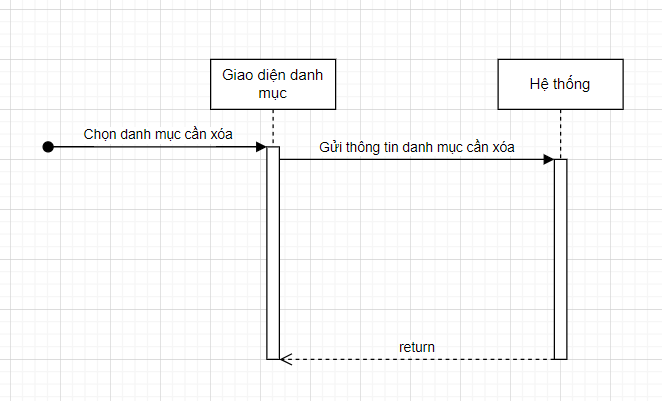 Giao diện danh
mục
Hệ thống
Chọn danh mục cần xóa
Gửi thông tin danh mục cần xóa
return